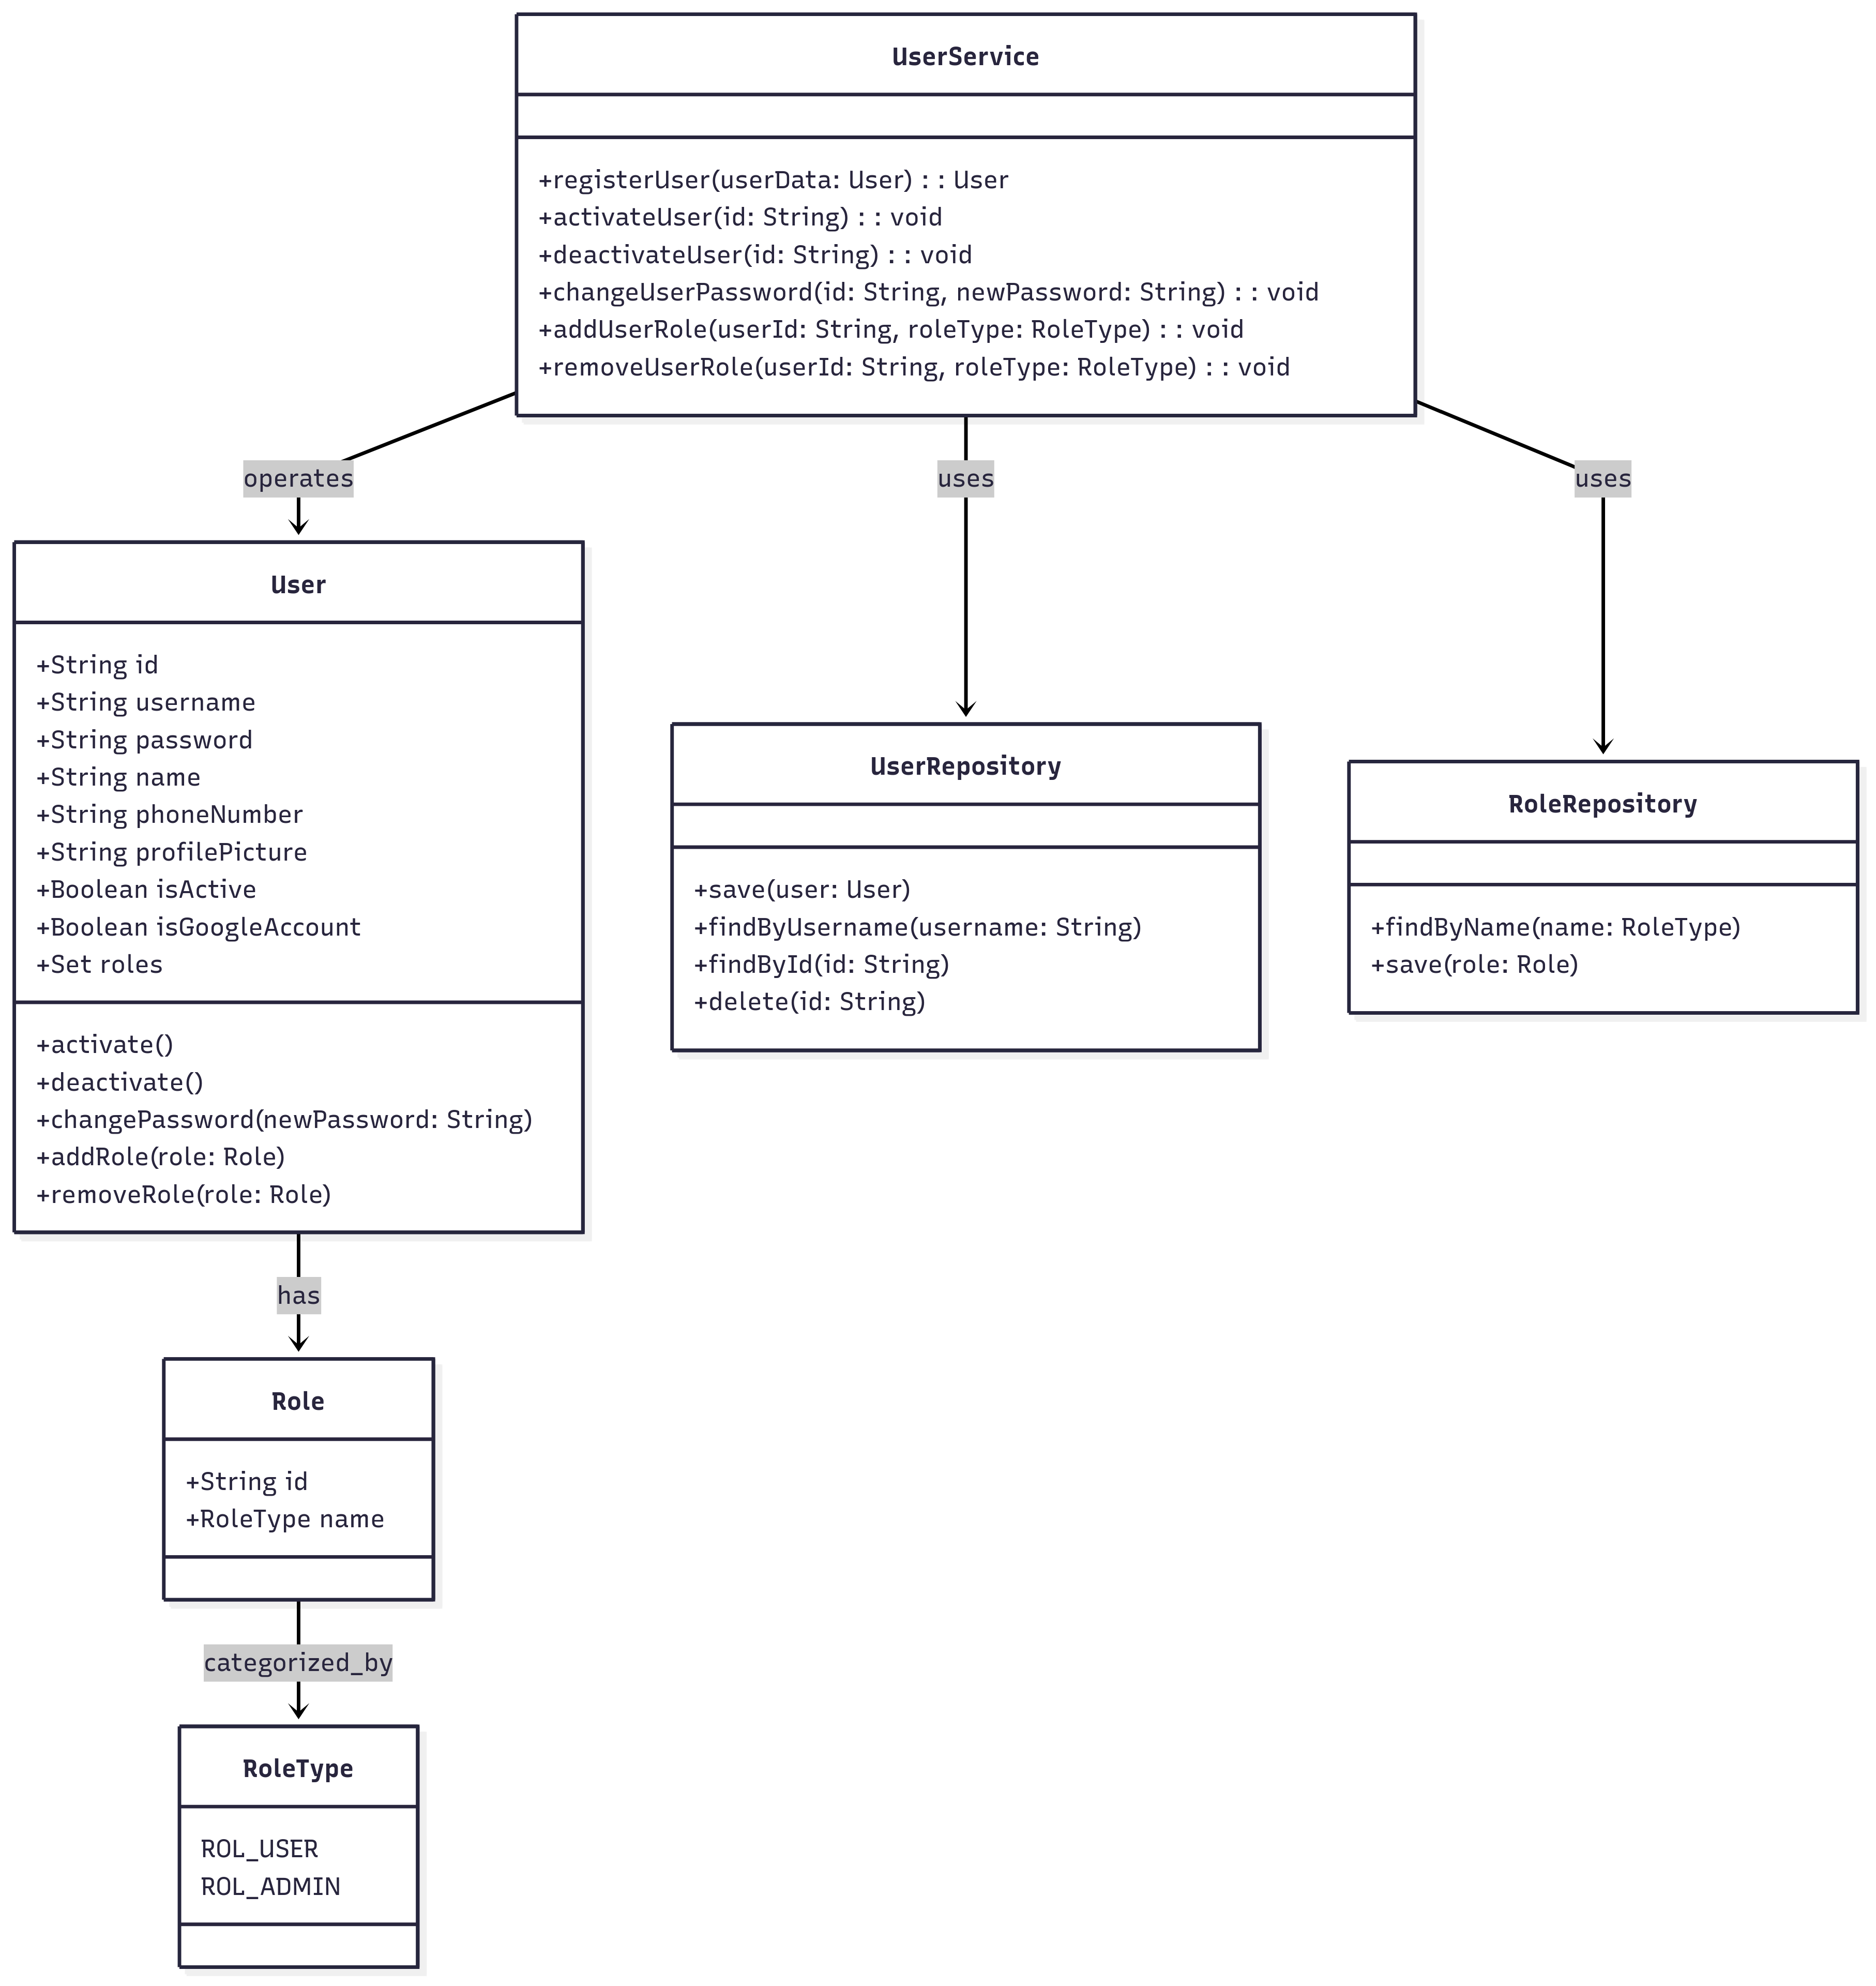 UserService
+registerUser(userData: User) : : User
+activateUser(id: String) : : void
+deactivateUser(id: String) : : void
+changeUserPassword(id: String, newPassword: String) : : void
+addUserRole(userId: String, roleType: RoleType) : : void
+removeUserRole(userId: String, roleType: RoleType) : : void
operates
uses
uses
User
+String id
+String username
+String password
+String name
+String phoneNumber
+String profilePicture
+Boolean isActive
+Boolean isGoogleAccount
+Set roles
+activate()
+deactivate()
+changePassword(newPassword: String)
+addRole(role: Role)
+removeRole(role: Role)
UserRepository
+save(user: User)
+findByUsername(username: String)
+findById(id: String)
+delete(id: String)
RoleRepository
+findByName(name: RoleType)
+save(role: Role)
has
Role
+String id
+RoleType name
categorized_by
RoleType
ROL_USER
ROL_ADMIN